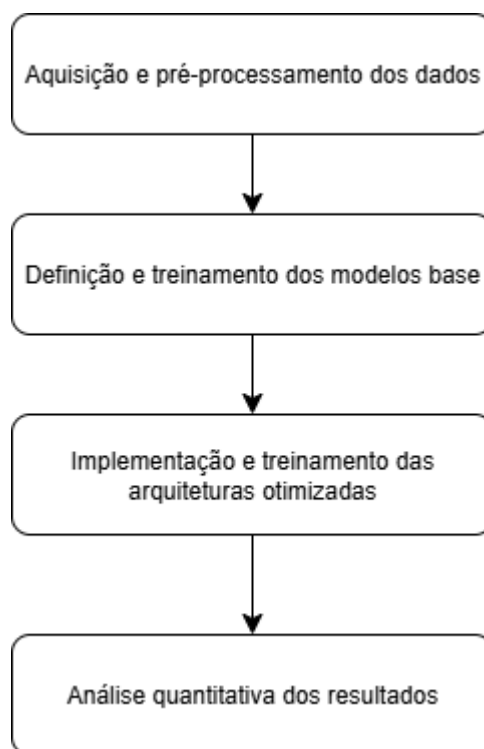 Aquisição e pré-processamento dos dados
Definição e treinamento dos modelos base
Implementação e treinamento das
arquiteturas otimizadas
Análise quantitativa dos resultados